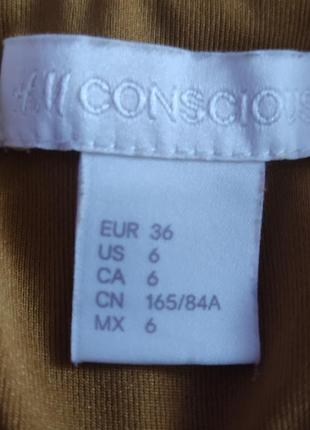 H&M CONSCIOUS
EUR 36
US 6
CA 6
CN 165/84A
MX 6